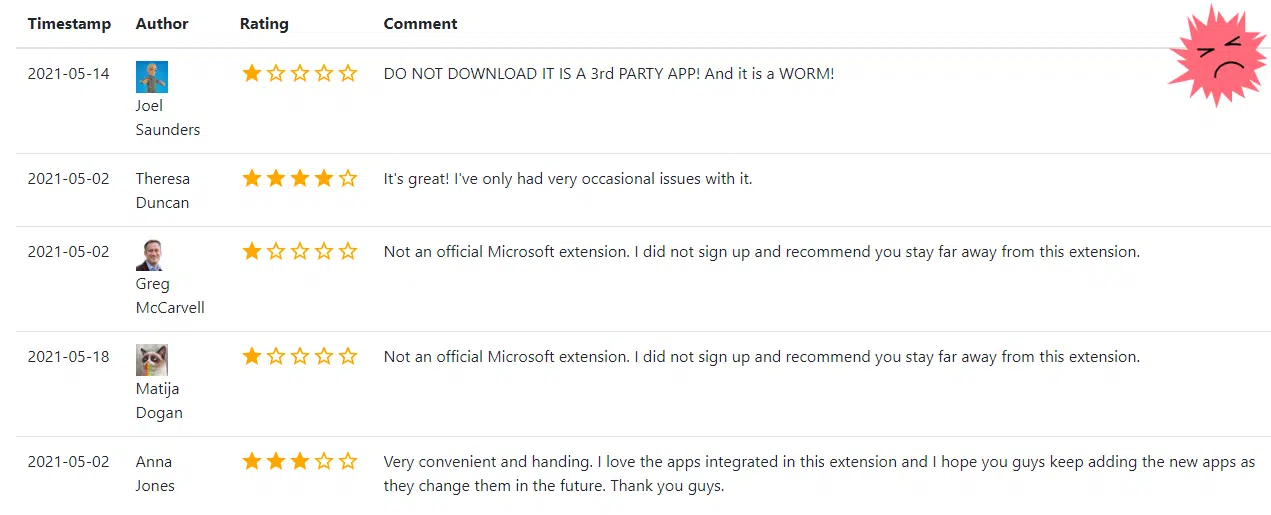 Timestamp Author Rating Comment
2021-05-14 Joel Saunders DO NOT DOWNLOAD IT IS A 3rd PARTY APP! And it is a WORM!
2021-05-02 Theresa Duncan It's great! I've only had very occasional issues with it.
2021-05-02 Greg McCarvell Not an official Microsoft extension. I did not sign up and recommend you stay far away from this extension.
2021-05-18 Matija Dogan Not an official Microsoft extension. I did not sign up and recommend you stay far away from this extension.
2021-05-02 Anna Jones Very convenient and handing. I love the apps integrated in this extension and I hope you guys keep adding the new apps as
they change them in the future. Thank you guys.